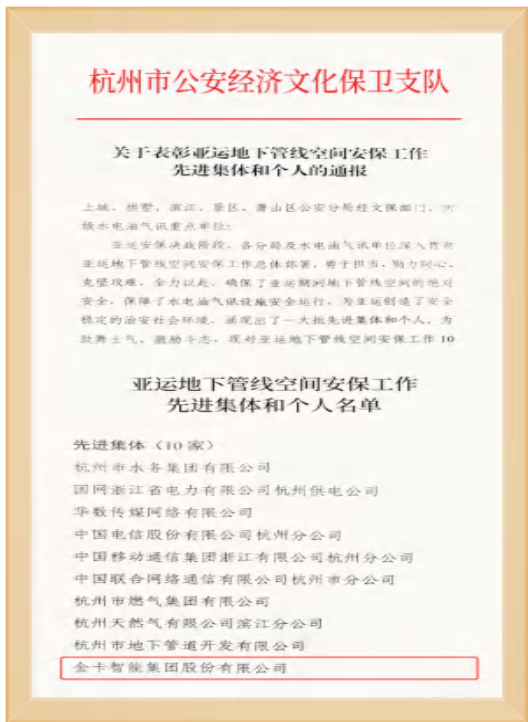 杭州市公安经济文化保卫支队
关于表彰亚运地下管线空间安保工作
先进集体和个人的通报
上城、拱墅、滨江、景区、萧山区公安分局经文保部门，市
级水电油气讯重点单位：
亚运安保决战阶段，各分局及水电油气讯单位深入贯彻
亚运地下管线空间安保工作总体部署，勇于担当，勠力同心、
克坚攻难，全力以赴，确保了亚运期间地下管线空间的绝对
安全，保障了水电油气讯设施安全运行，为亚运创造了安全
稳定的治安社会环境，涌现出了一大批先进集体和个人。为
鼓舞士气，激励斗志，现对亚运地下管线空间安保工作10
亚运地下管线空间安保工作
先进集体和个人名单
先进集体（10家）
杭州市水务集团有限公司
国网浙江省电力有限公司杭州供电公司
华数传媒网络有限公司
中国电信股份有限公司杭州分公司
中国移动通信集团浙江有限公司杭州分公司
中国联合网络通信有限公司杭州市分公司
杭州市燃气集团有限公司
杭州天然气有限公司滨江分公司
杭州市地下管道开发有限公司
金卡智能集团股份有限公司